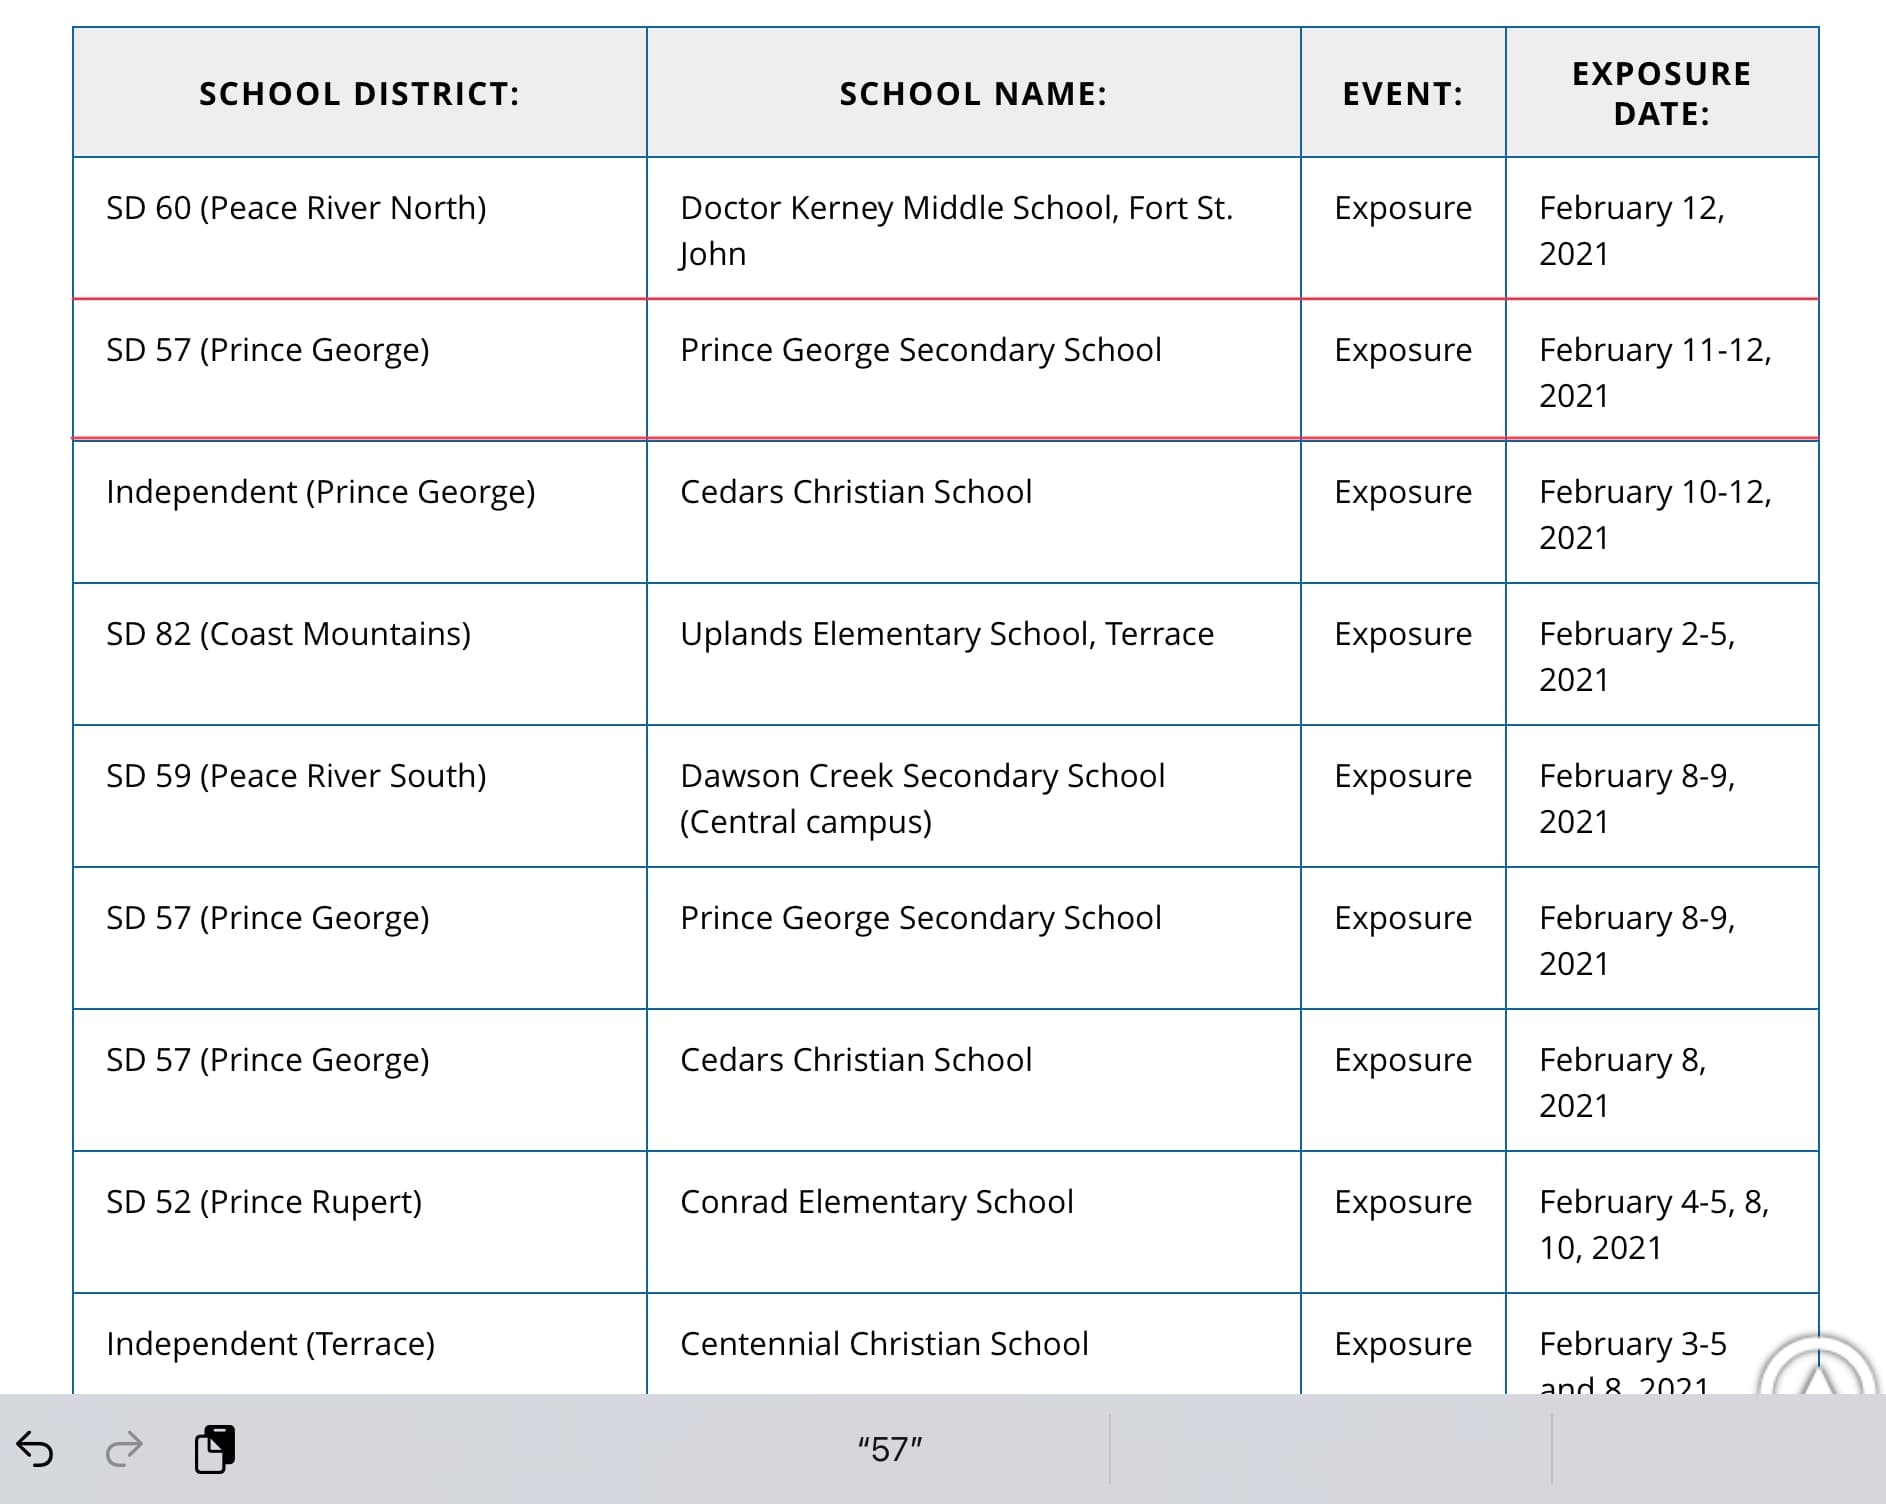 SCHOOL DISTRICT: SCHOOL NAME: EVENT: EXPOSURE
DATE:
SD 60 (Peace River North) Doctor Kerney Middle School, Fort St. Exposure February 12,
John 2021
SD 57 (Prince George) Prince George Secondary School Exposure February 11-12,
2021
Independent (Prince George) Cedars Christian School Exposure February 10-12,
2021
SD 82 (Coast Mountains) Uplands Elementary School, Terrace Exposure February 2-5,
2021
SD 59 (Peace River South) Dawson Creek Secondary School Exposure February 8-9,
(Central campus) 2021
SD 57 (Prince George) Prince George Secondary School Exposure February 8-9,
2021
SD 57 (Prince George) Cedars Christian School Exposure February 8,
2021
SD 52 (Prince Rupert) Conrad Elementary School Exposure February 4-5, 8,
10, 2021
Independent (Terrace) Centennial Christian School Exposure February 3-5
and 8, 2021
“57”